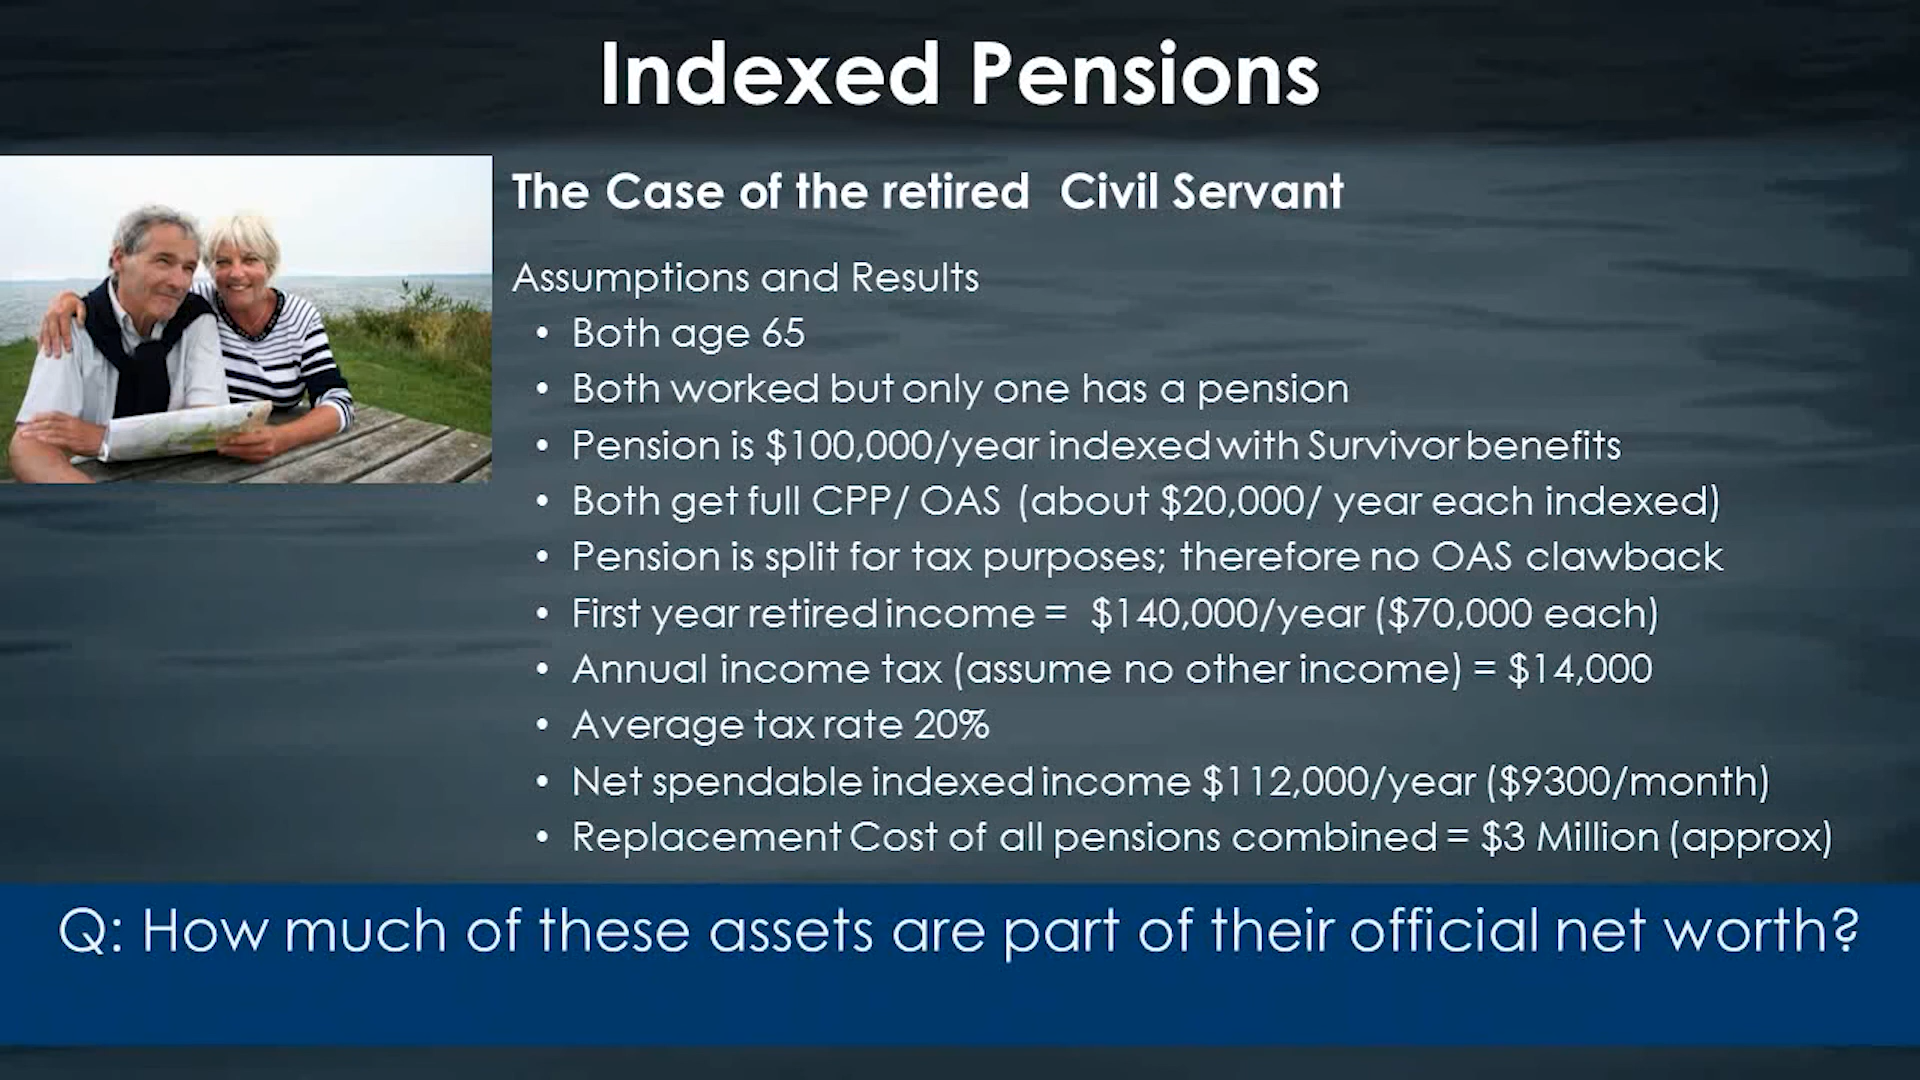 Indexed Pensions
The Case of the retired Civil Servant
Assumptions and Results
• Both age 65
• Both worked but only one has a pension
• Pension is $100,000/year indexed with Survivor benefits
• Both get full CPP/ OAS (about $20,000/ year each indexed)
• Pension is split for tax purposes; therefore no OAS clawback
• First year retired income = $140,000/year ($70,000 each)
• Annual income tax (assume no other income) = $14,000
• Average tax rate 20%
• Net spendable indexed income $112,000/year ($9300/month)
• Replacement Cost of all pensions combined = $3 Million (approx)
Q: How much of these assets are part of their official net worth?